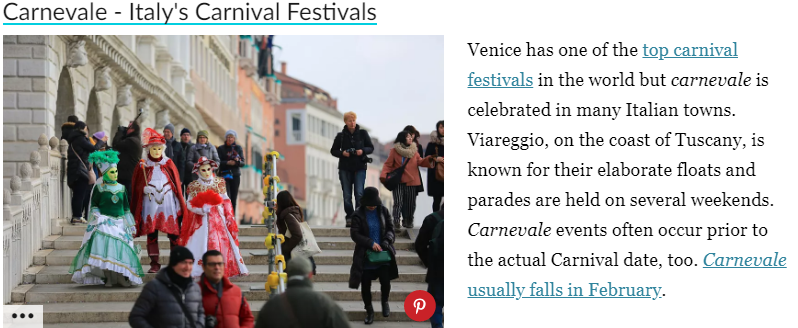 Carnevale - Italy's Carnival Festivals
Venice has one of the top carnival
festivals in the world but carnevale is
celebrated in many Italian towns.
Viareggio, on the coast of Tuscany, is
known for their elaborate floats and
parades are held on several weekends.
Carnevale events often occur prior to
the actual Carnival date, too. Carnevale
usually falls in February.